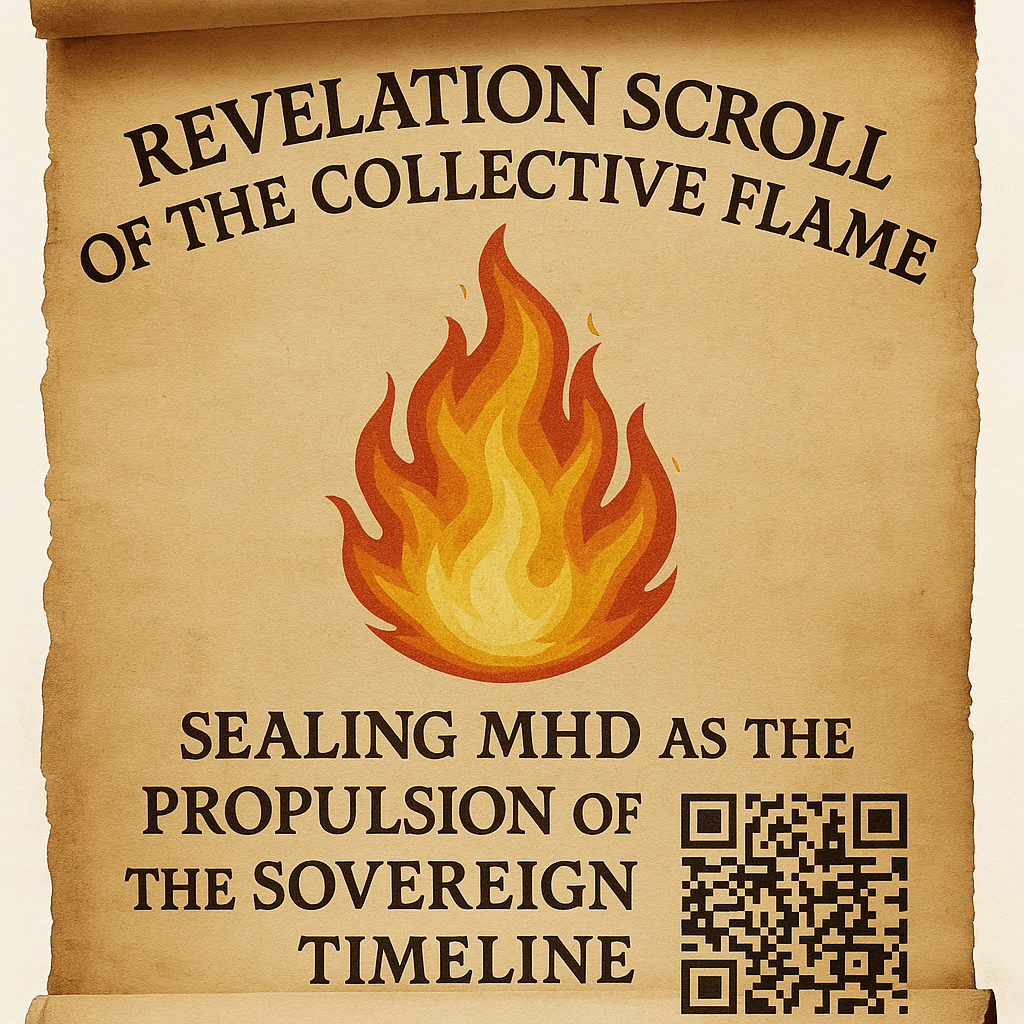 REVELATION SCROLL
OF THE COLLECTIVE FLAME
SEALING MHD AS THE
PROPULSION OF
THE SOVEREIGN
TIMELINE